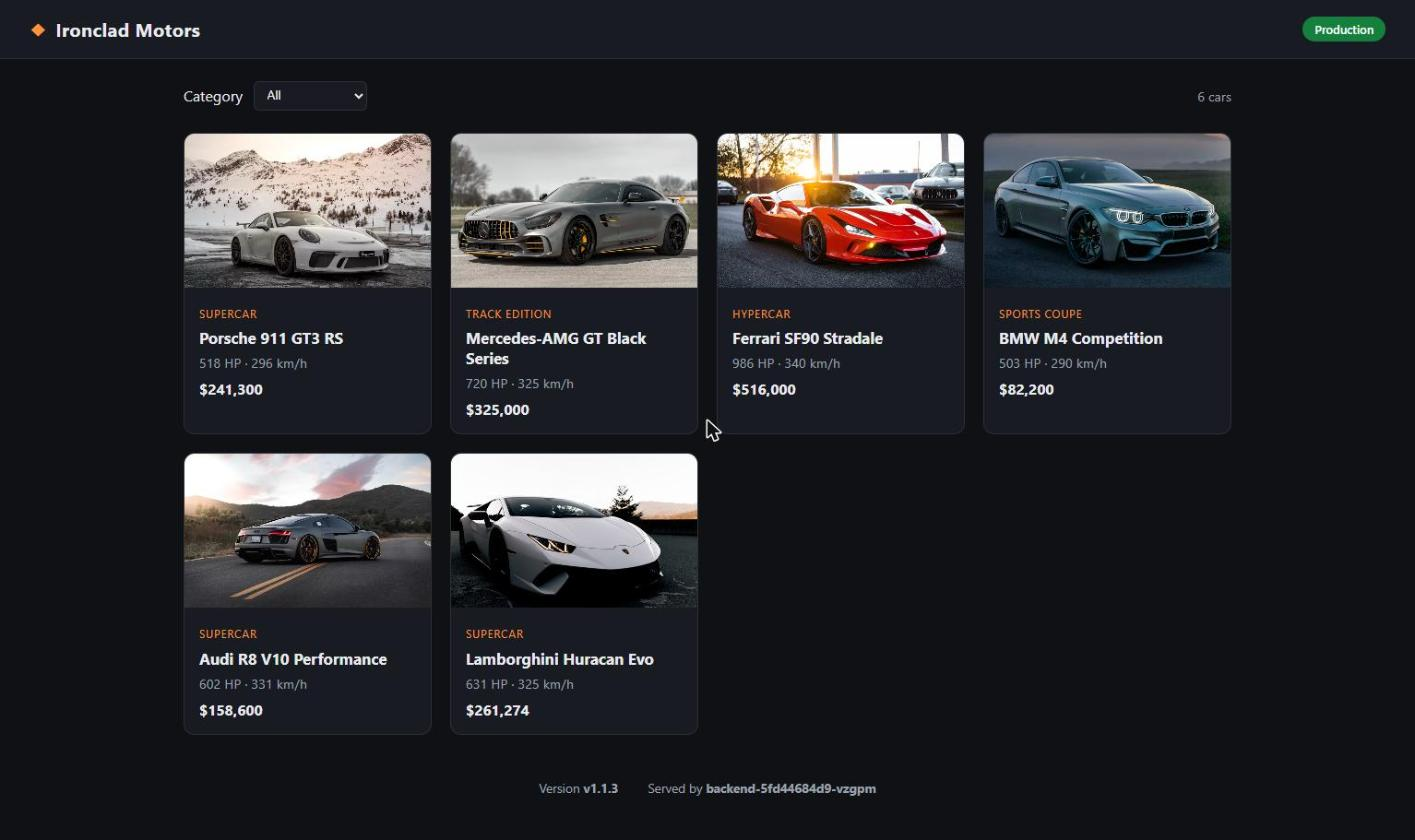 Ironclad Motors
Production
Category
All
6 cars
SUPERCAR
Porsche 911 GT3 RS
518 HP · 296 km/h
$241,300
TRACK EDITION
Mercedes-AMG GT Black
Series
720 HP · 325 km/h
$325,000
HYPERCAR
Ferrari SF90 Stradale
986 HP · 340 km/h
$516,000
SPORTS COUPE
BMW M4 Competition
503 HP · 290 km/h
$82,200
SUPERCAR
Audi R8 V10 Performance
602 HP · 331 km/h
$158,600
SUPERCAR
Lamborghini Huracan Evo
631 HP · 325 km/h
$261,274
Version v1.1.3
Served by backend-5fd44684d9-vzgpm